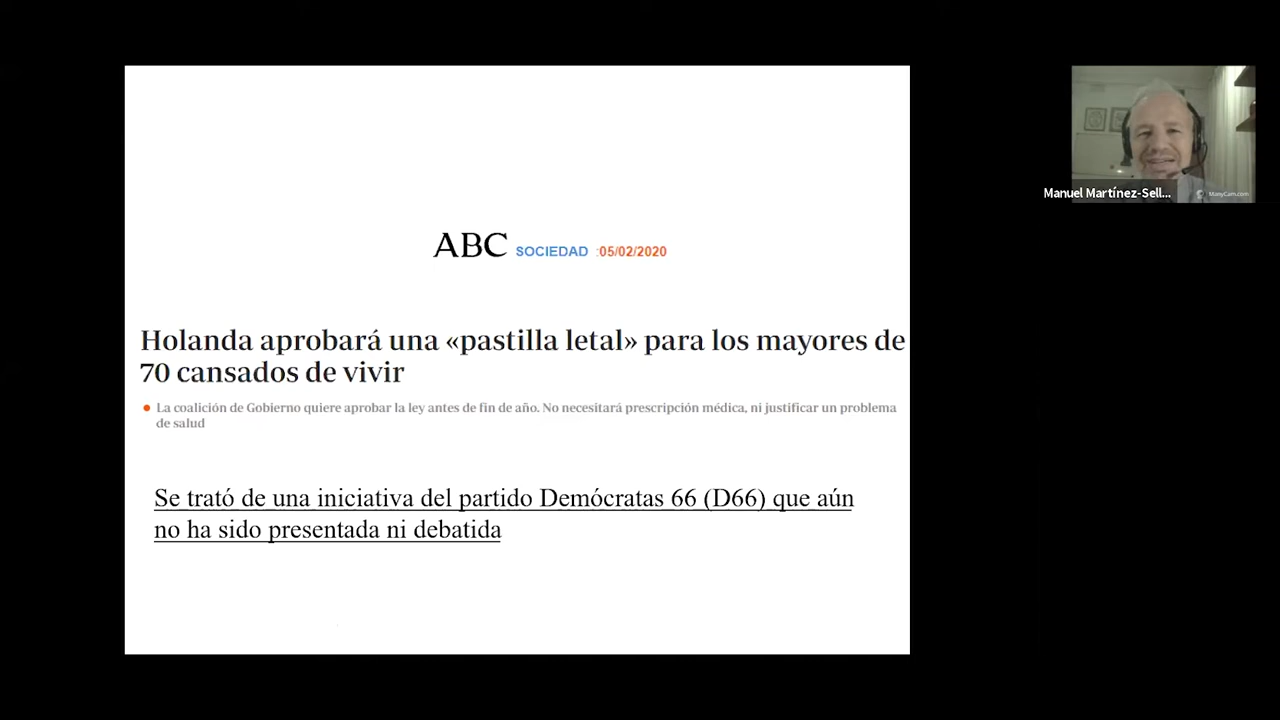 ABC SOCIEDAD :05/02/2020
Manuel Martínez-Sell...
ManyCam.com
Holanda aprobará una «pastilla letal» para los mayores de
70 cansados de vivir
La coalición de Gobierno quiere aprobar la ley antes de fin de año. No necesitará prescripción médica, ni justificar un problema
de salud
Se trató de una iniciativa del partido Demócratas 66 (D66) que aún
no ha sido presentada ni debatida